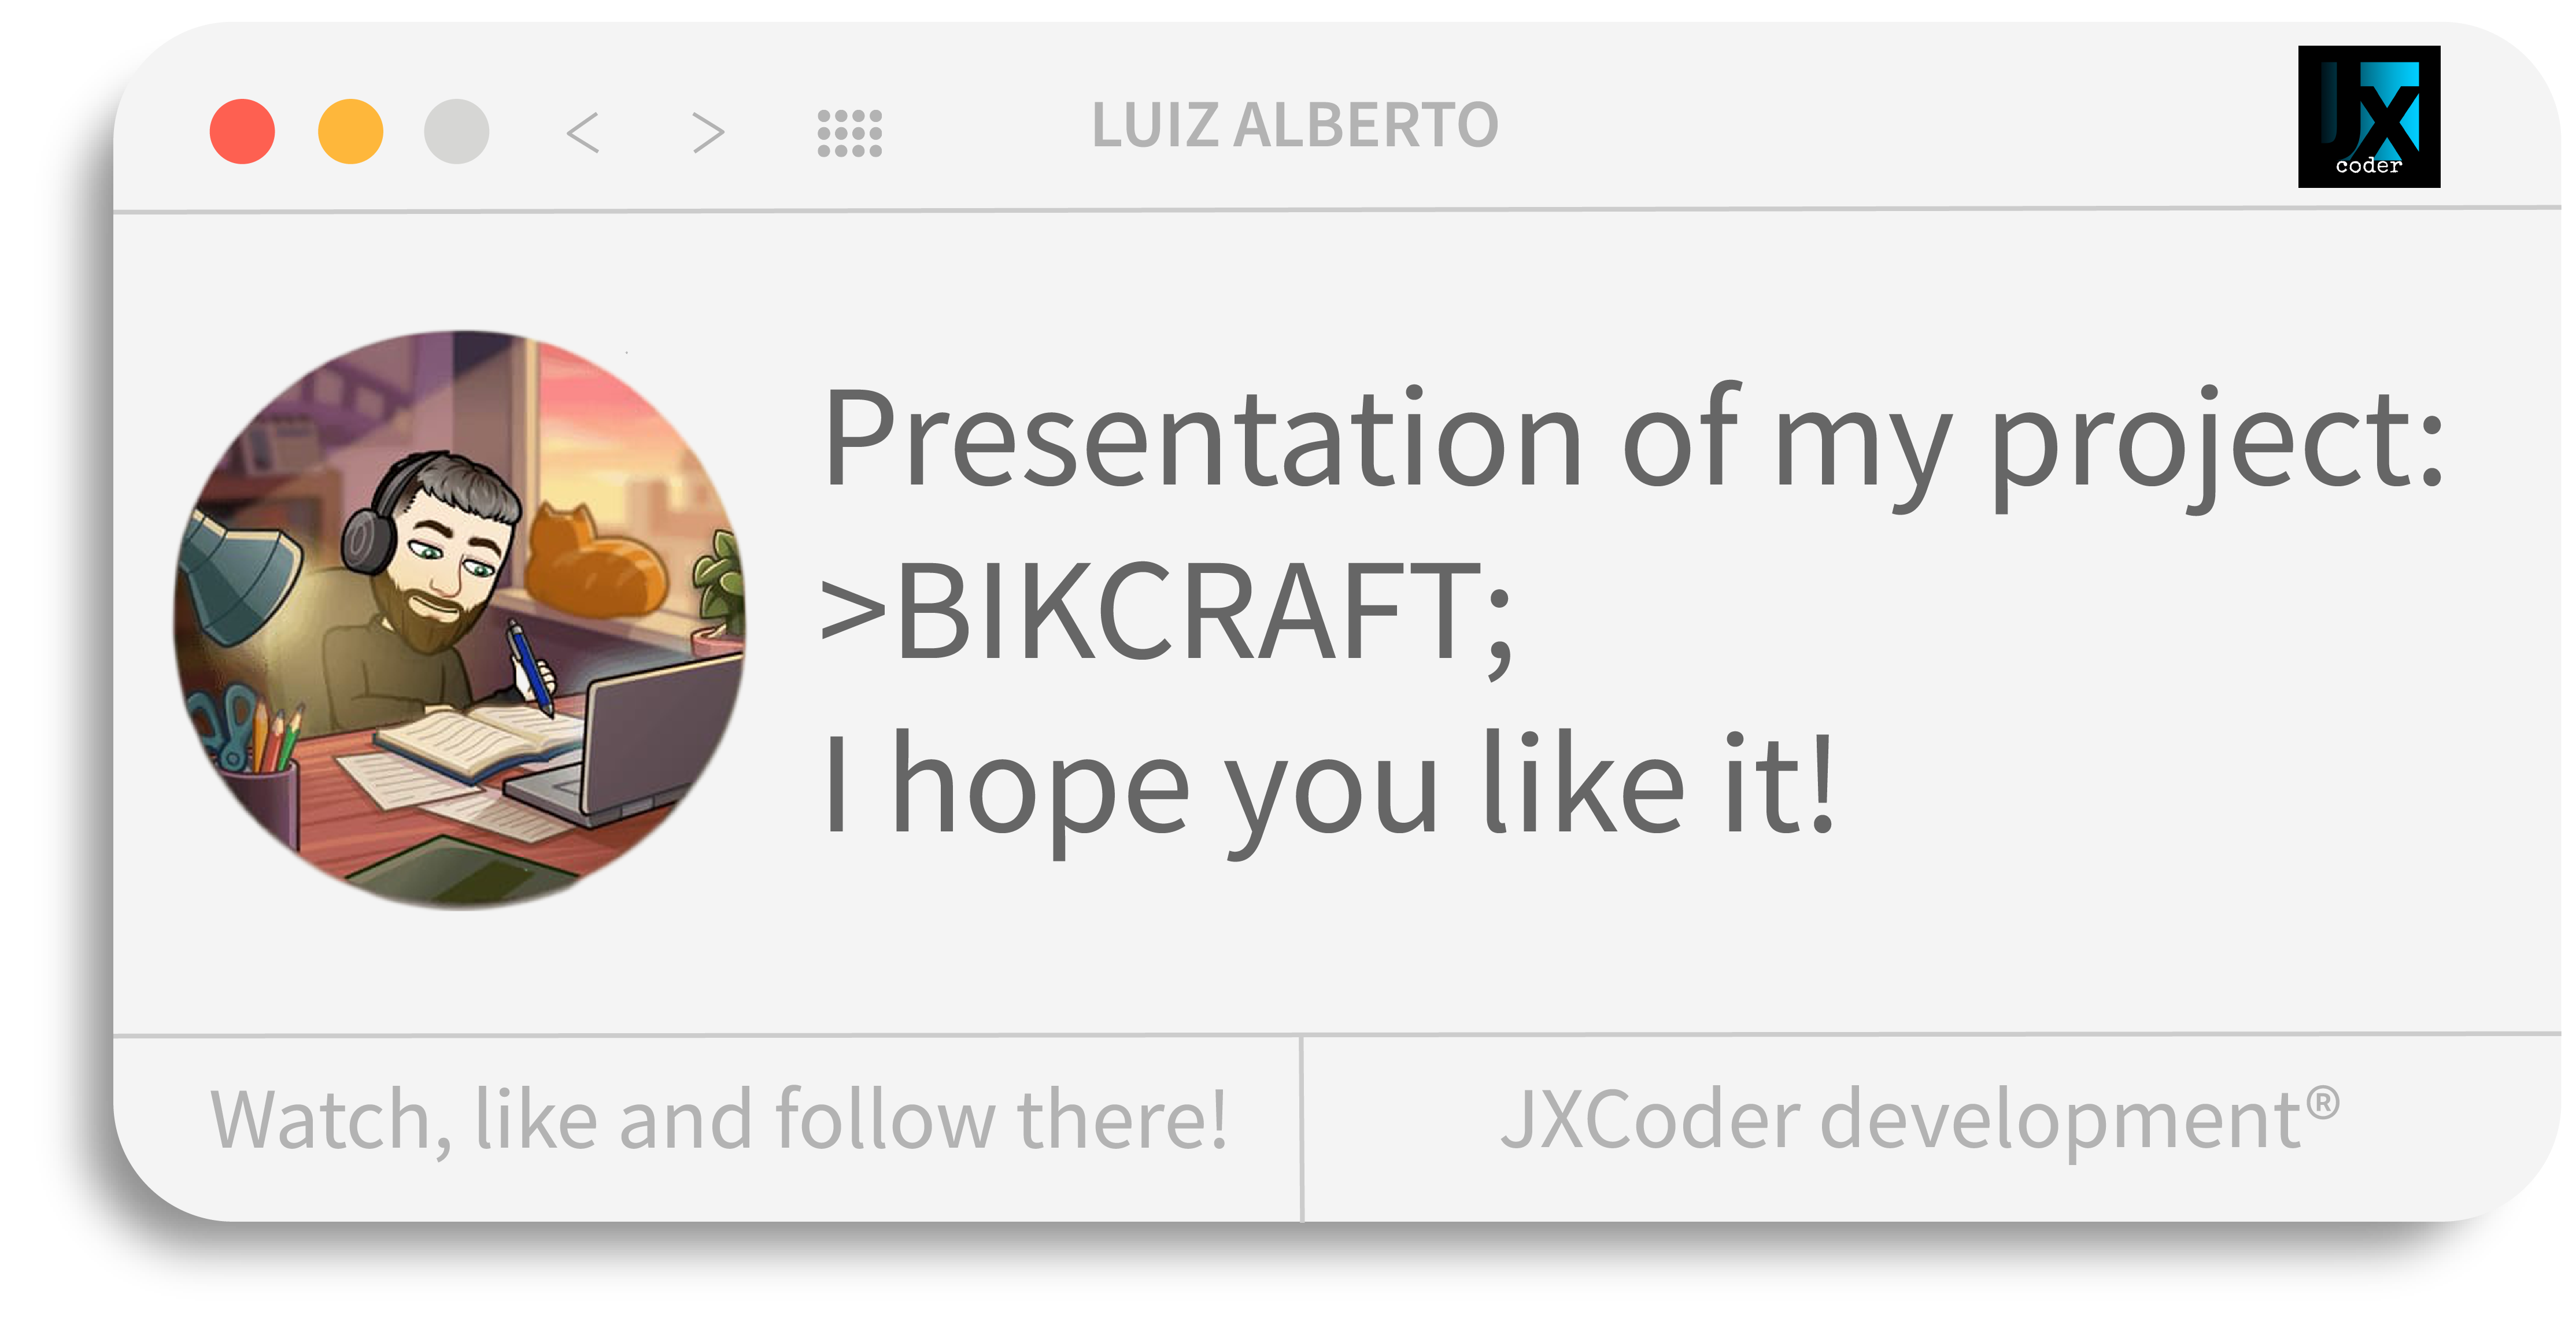 LUIZ ALBERTO
JX
coder
Presentation of my project:
>BIKCRAFT;
I hope you like it!
Watch, like and follow there!
JXCoder development®